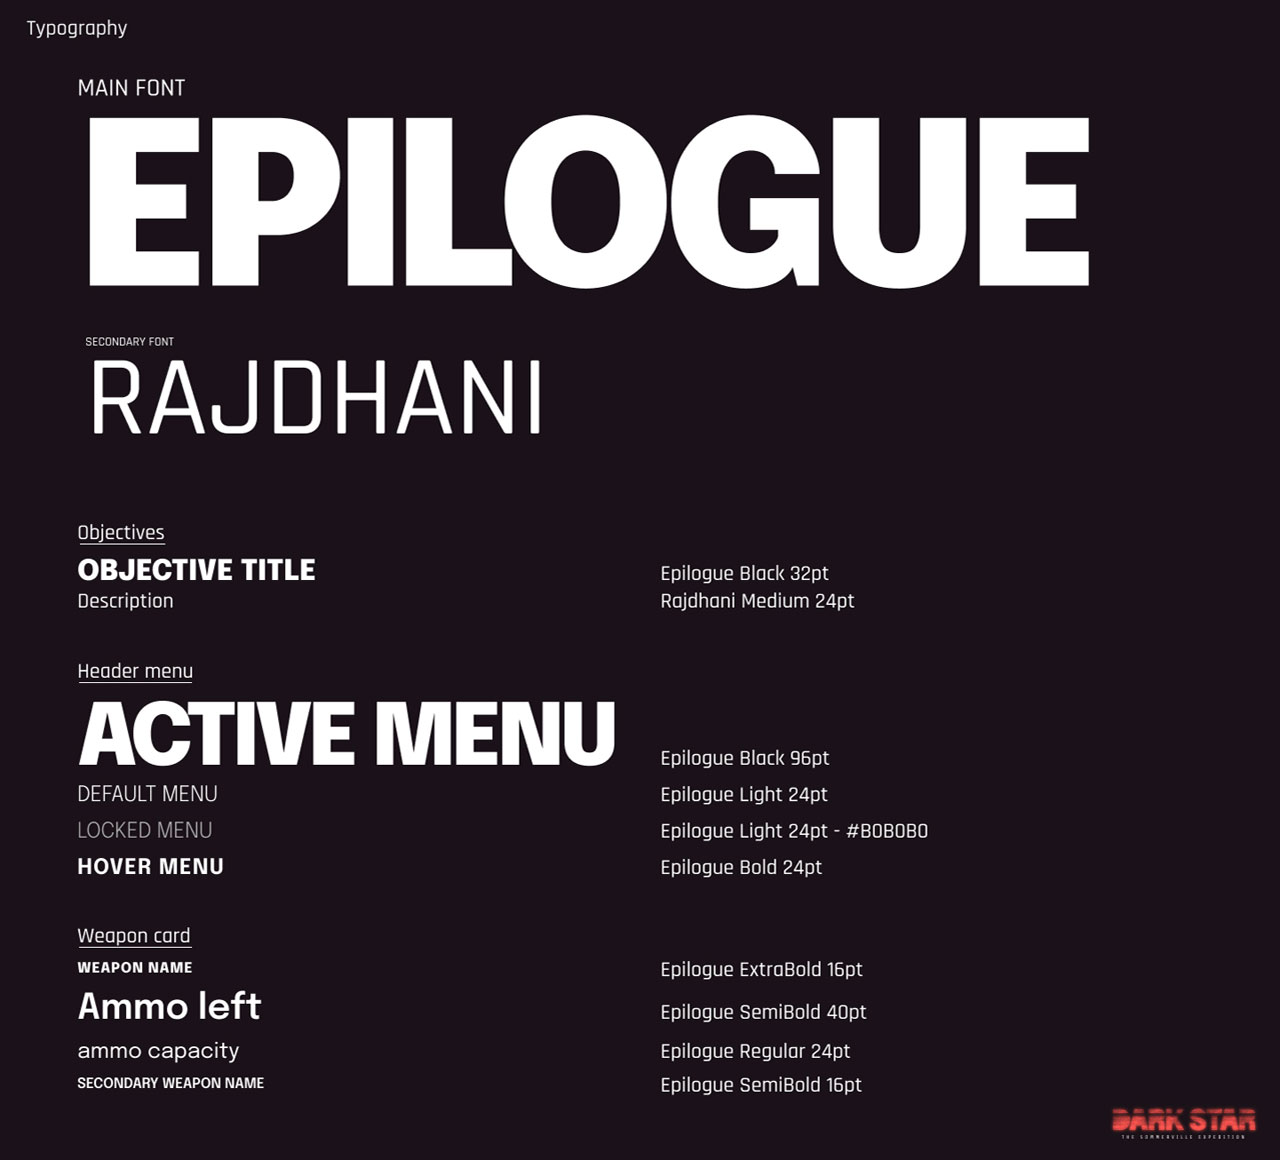 Typography
MAIN FONT
EPILOGUE
SECONDARY FONT
RAJDHANI
Objectives
OBJECTIVE TITLE Epilogue Black 32pt
Description Rajdhani Medium 24pt
Header menu
ACTIVE MENU Epilogue Black 96pt
DEFAULT MENU Epilogue Light 24pt
LOCKED MENU Epilogue Light 24pt - #B0B0B0
HOVER MENU Epilogue Bold 24pt
Weapon card
WEAPON NAME Epilogue ExtraBold 16pt
Ammo left Epilogue SemiBold 40pt
ammo capacity Epilogue Regular 24pt
SECONDARY WEAPON NAME Epilogue SemiBold 16pt
DARK STAR
THE SOMMERVILLE EXPEDITION